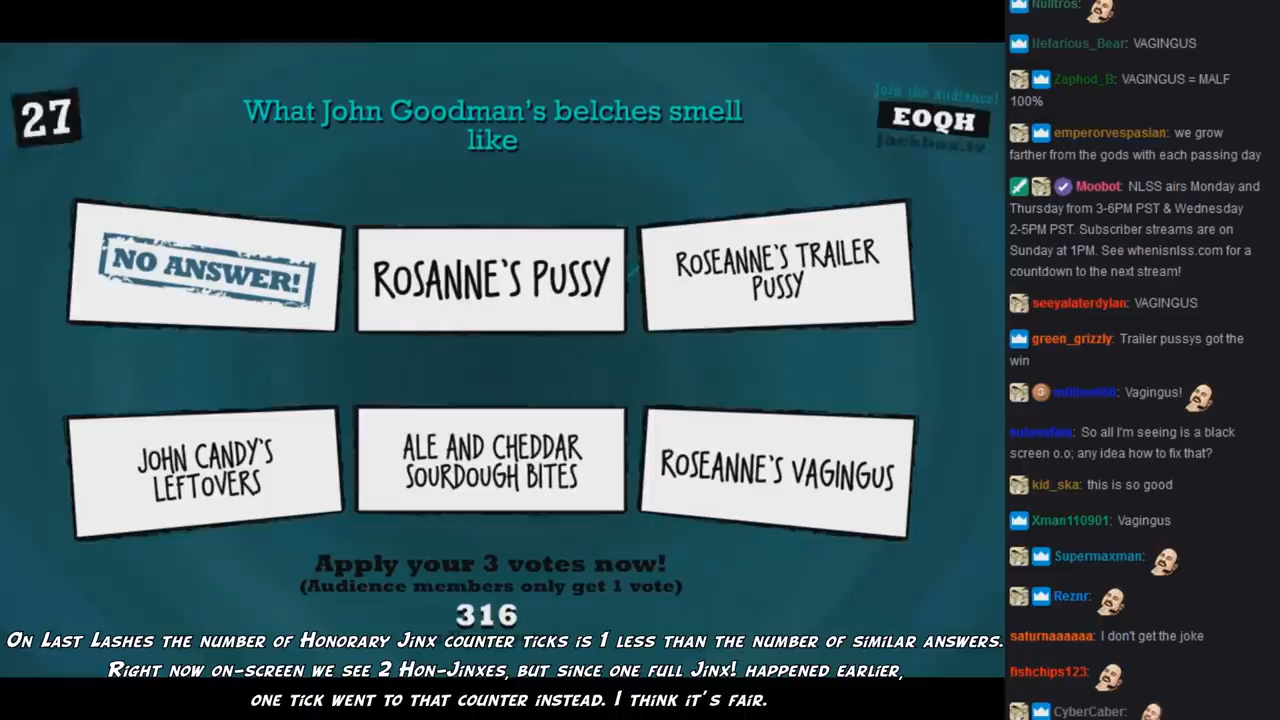 27
What John Goodman's belches smell
like
Join the audience!
EOQH
jackbox.tv
NO ANSWER!
ROSANNE'S PUSSY
ROSEANNE'S TRAILER
PUSSY
JOHN CANDY'S
LEFTOVERS
ALE AND CHEDDAR
SOURDOUGH BITES
ROSEANNE'S VAGINGUS
Apply your 3 votes now!
(Audience members only get 1 vote)
316
On Last Lashes the number of Honorary Jinx counter ticks is 1 less than the number of similar answers.
Right now on-screen we see 2 Hon-Jinxes, but since one full Jinx! happened earlier,
one tick went to that counter instead. I think it's fair.
Nulltros:
Nefarious_Bear: VAGINGUS
Zaphod_B: VAGINGUS = MALF
100%
emperorvespasian: we grow
farther from the gods with each passing day
Moobot: NLSS airs Monday and
Thursday from 3-6PM PST & Wednesday
2-5PM PST. Subscriber streams are on
Sunday at 1PM. See whenisnlss.com for a
countdown to the next stream!
seeyalaterdylan: VAGINGUS
green_grizzly: Trailer pussys got the
win
Vagingus!
So all I'm seeing is a black
screen o.o; any idea how to fix that?
kid_ska: this is so good
Xman110901: Vagingus
Supermaxman:
Reznr:
saturnaaaaaa: I don't get the joke
fishchips123:
CyberCaber: